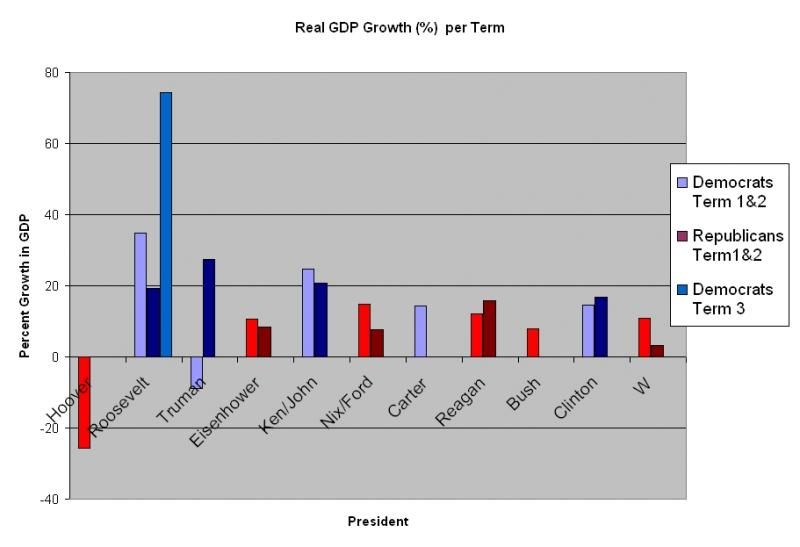 Real GDP Growth (%) per Term
80
60
40
20
0
-20
-40
Percent Growth in GDP
Hoover
Roosevelt
Truman
Eisenhower
Ken/John
Nix/Ford
Carter
Reagan
Bush
Clinton
W
President
Democrats
Term 1&2
Republicans
Term1&2
Democrats
Term 3